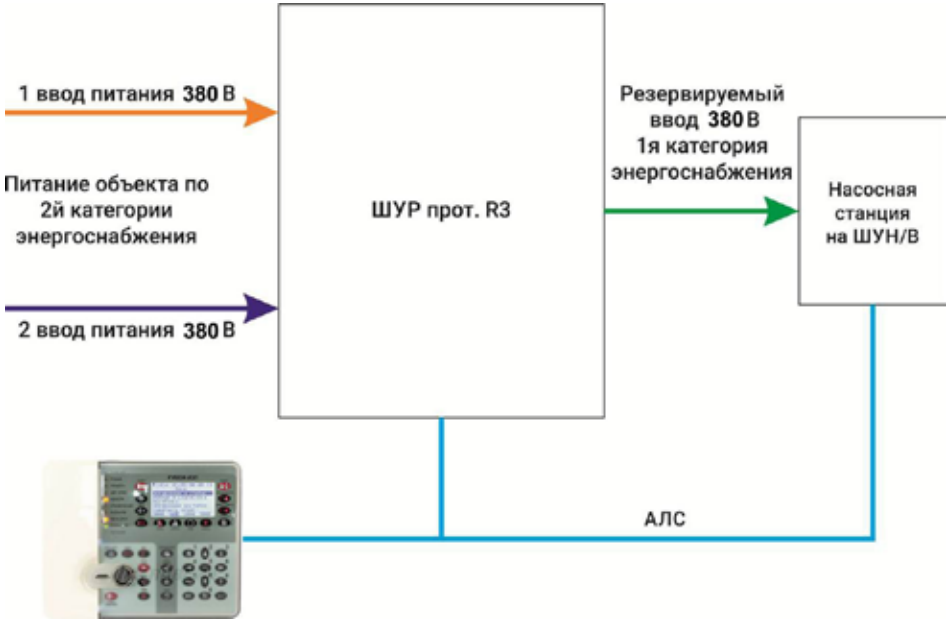 1 ввод питания 380 В
Питание объекта по
2й категории
энергоснабжения
2 ввод питания 380 В
ШУР прот. R3
Резервируемый
ввод 380 В
1я категория
энергоснабжения
Насосная
станция
на ШУН/В
АЛС